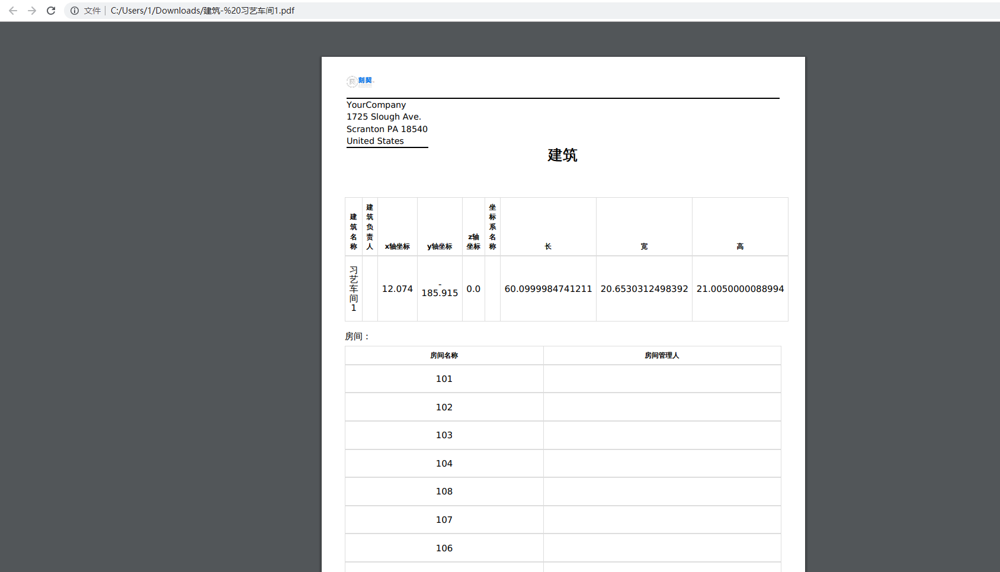 文件
C:/Users/1/Downloads/建筑-%20习艺车间1.pdf
刻契
YourCompany
1725 Slough Ave.
Scranton PA 18540
United States
建筑
建筑名称 建筑负责人 x轴坐标 y轴坐标 z轴坐标 坐标系名称 长 宽 高
习艺车间1 12.074 -185.915 0.0 60.0999984741211 20.6530312498392 21.0050000088994
房间：
房间名称 房间管理人
101
102
103
104
108
107
106